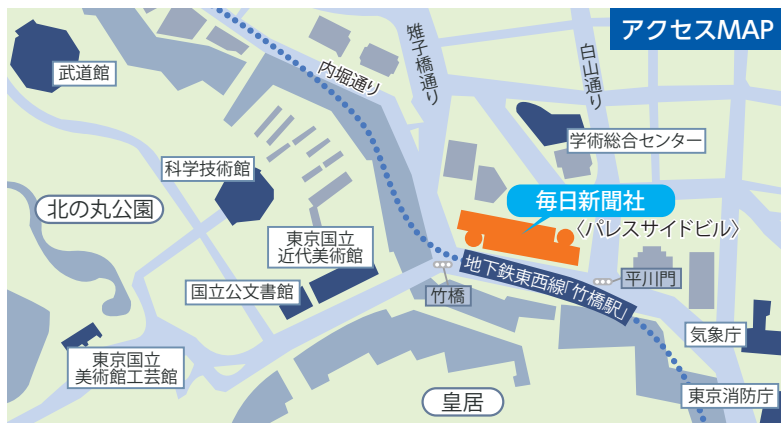 アクセスMAP
武道館
内堀通り
雉子橋通り
白山通り
学術総合センター
科学技術館
北の丸公園
毎日新聞社
〈パレスサイドビル〉
東京国立
近代美術館
地下鉄東西線「竹橋駅」
平川門
国立公文書館
竹橋
気象庁
東京国立
美術館工芸館
皇居
東京消防庁